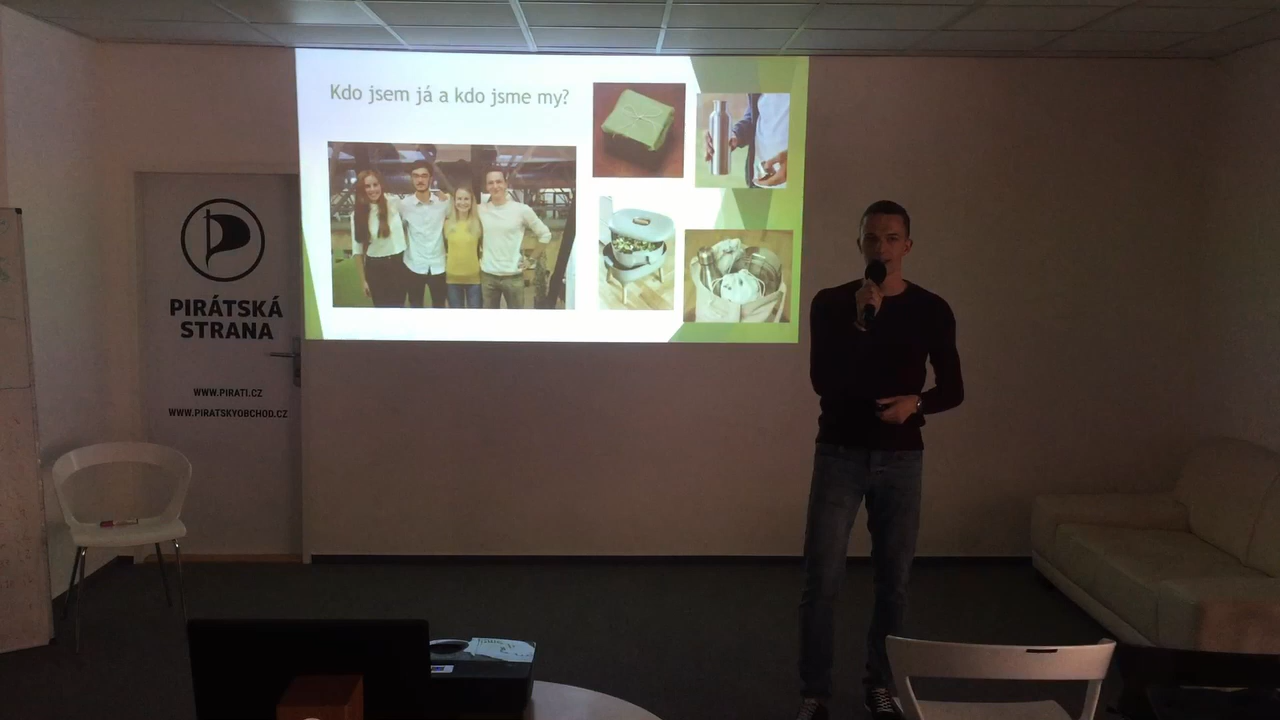 Kdo jsem já a kdo jsme my?
PIRÁTSKÁ
STRANA
WWW.PIRATI.CZ
WWW.PIRATSKYOBCHOD.CZ